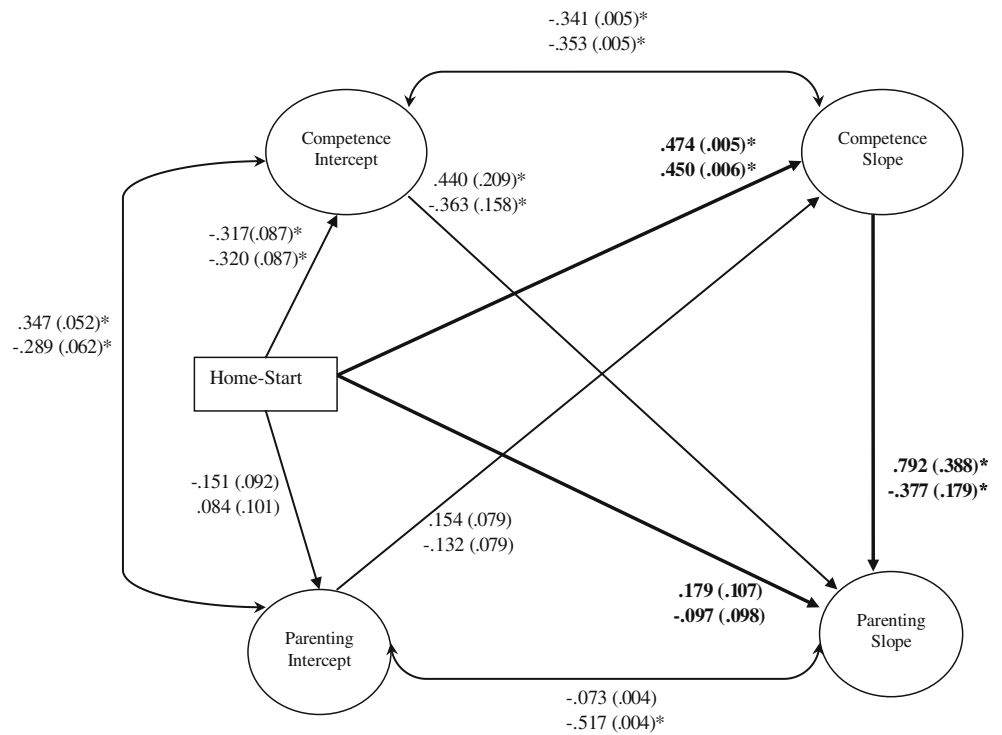 -.341 (.005)*
-.353 (.005)*
Competence
Intercept
Competence
Slope
.474 (.005)*
.450 (.006)*
.440 (.209)*
-.363 (.158)*
-.317(.087)*
-.320 (.087)*
.347 (.052)*
-.289 (.062)*
Home-Start
.792 (.388)*
-.377 (.179)*
-.151 (.092)
.084 (.101)
.154 (.079)
-.132 (.079)
.179 (.107)
-.097 (.098)
Parenting
Intercept
Parenting
Slope
-.073 (.004)
-.517 (.004)*